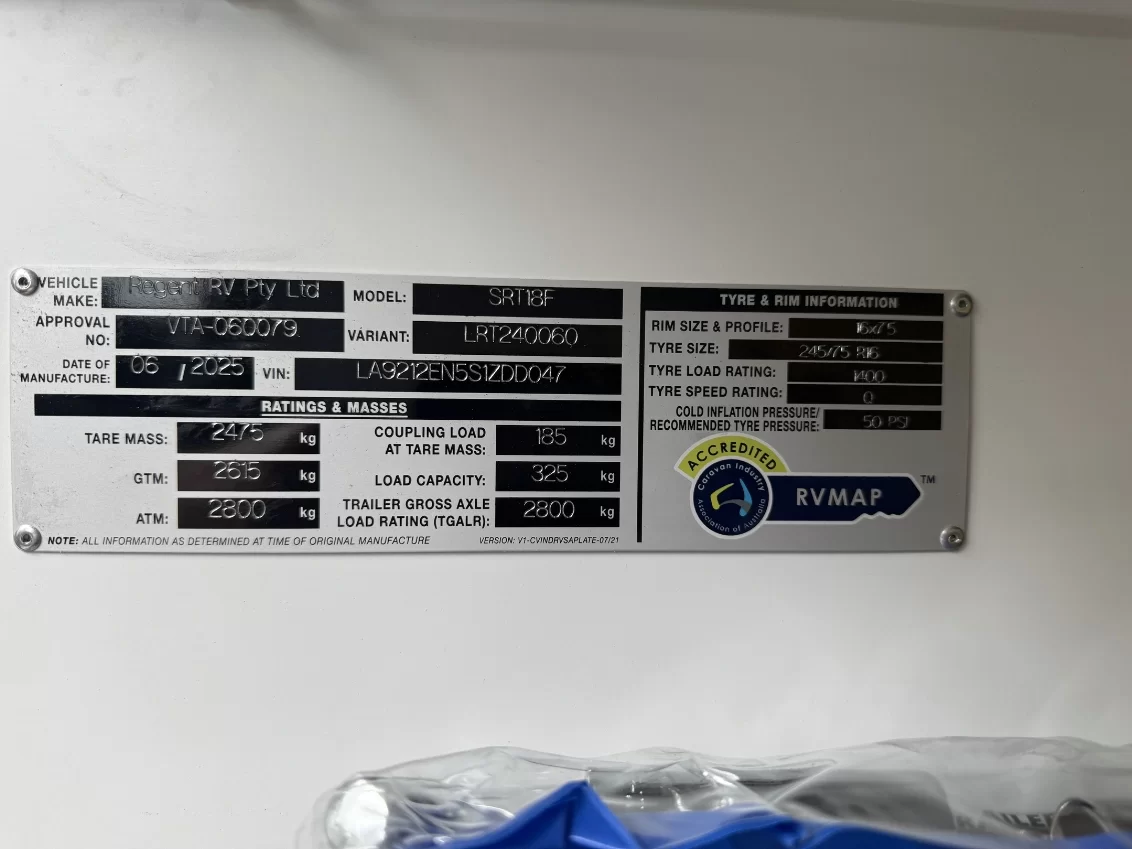 VEHICLE MAKE: Regent RV Pty Ltd
MODEL: SRT18F
APPROVAL NO: VTA-060079
VARIANT: LRT240060
DATE OF MANUFACTURE: 06 / 2025
VIN: LA9212EN5S1ZDD047
RATINGS & MASSES
TARE MASS: 2475 kg
COUPLING LOAD AT TARE MASS: 185 kg
GTM: 2615 kg
LOAD CAPACITY: 325 kg
ATM: 2800 kg
TRAILER GROSS AXLE LOAD RATING (TGALR): 2800 kg
NOTE: ALL INFORMATION AS DETERMINED AT TIME OF ORIGINAL MANUFACTURE
VERSION: V1-CVINDRVSAPLATE-07/21
TYRE & RIM INFORMATION
RIM SIZE & PROFILE: 16x75
TYRE SIZE: 245/75 R16
TYRE LOAD RATING: 1400
TYRE SPEED RATING: Q
COLD INFLATION PRESSURE/ RECOMMENDED TYRE PRESSURE: 50 PSI
ACCREDITED
Caravan Industry
Association of Australia
RVMAP TM